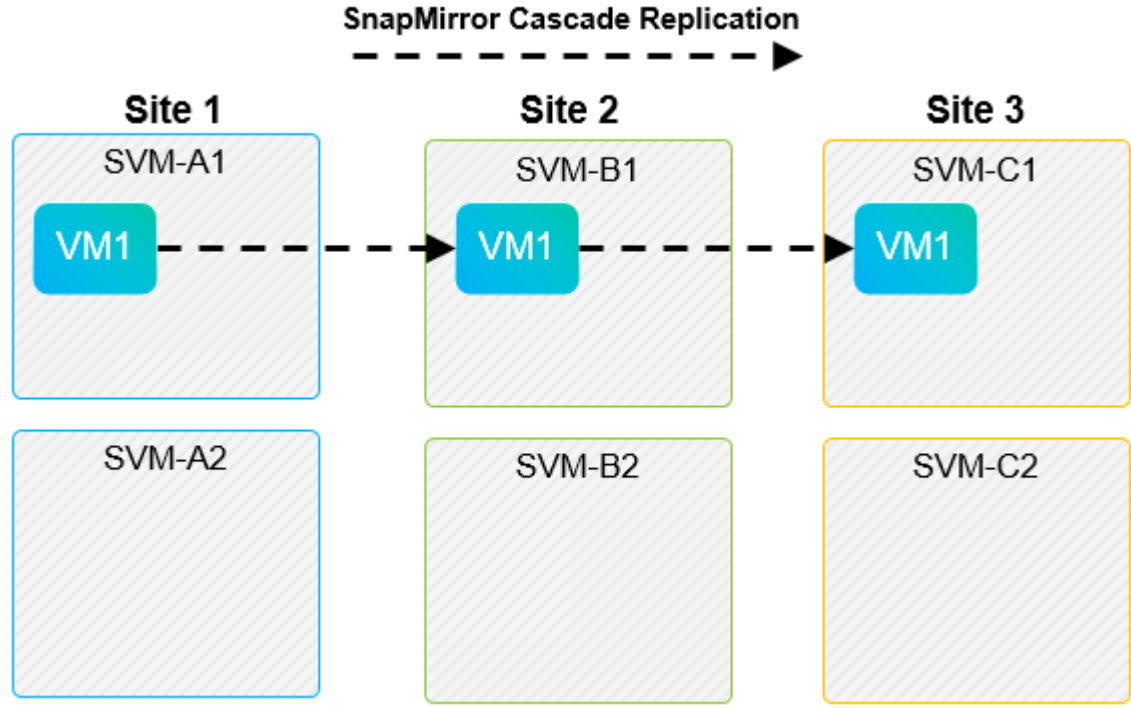 SnapMirror Cascade Replication
Site 1
Site 2
Site 3
SVM-A1
SVM-B1
SVM-C1
VM1
VM1
VM1
SVM-A2
SVM-B2
SVM-C2